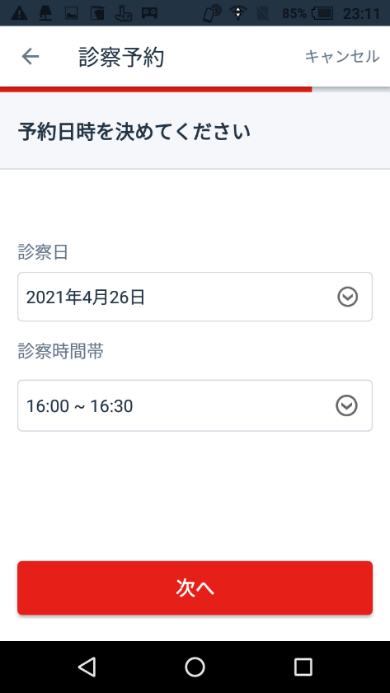 85% 23:11
診察予約 キャンセル
予約日時を決めてください
診察日
2021年4月26日
診察時間帯
16:00 ~ 16:30
次へ